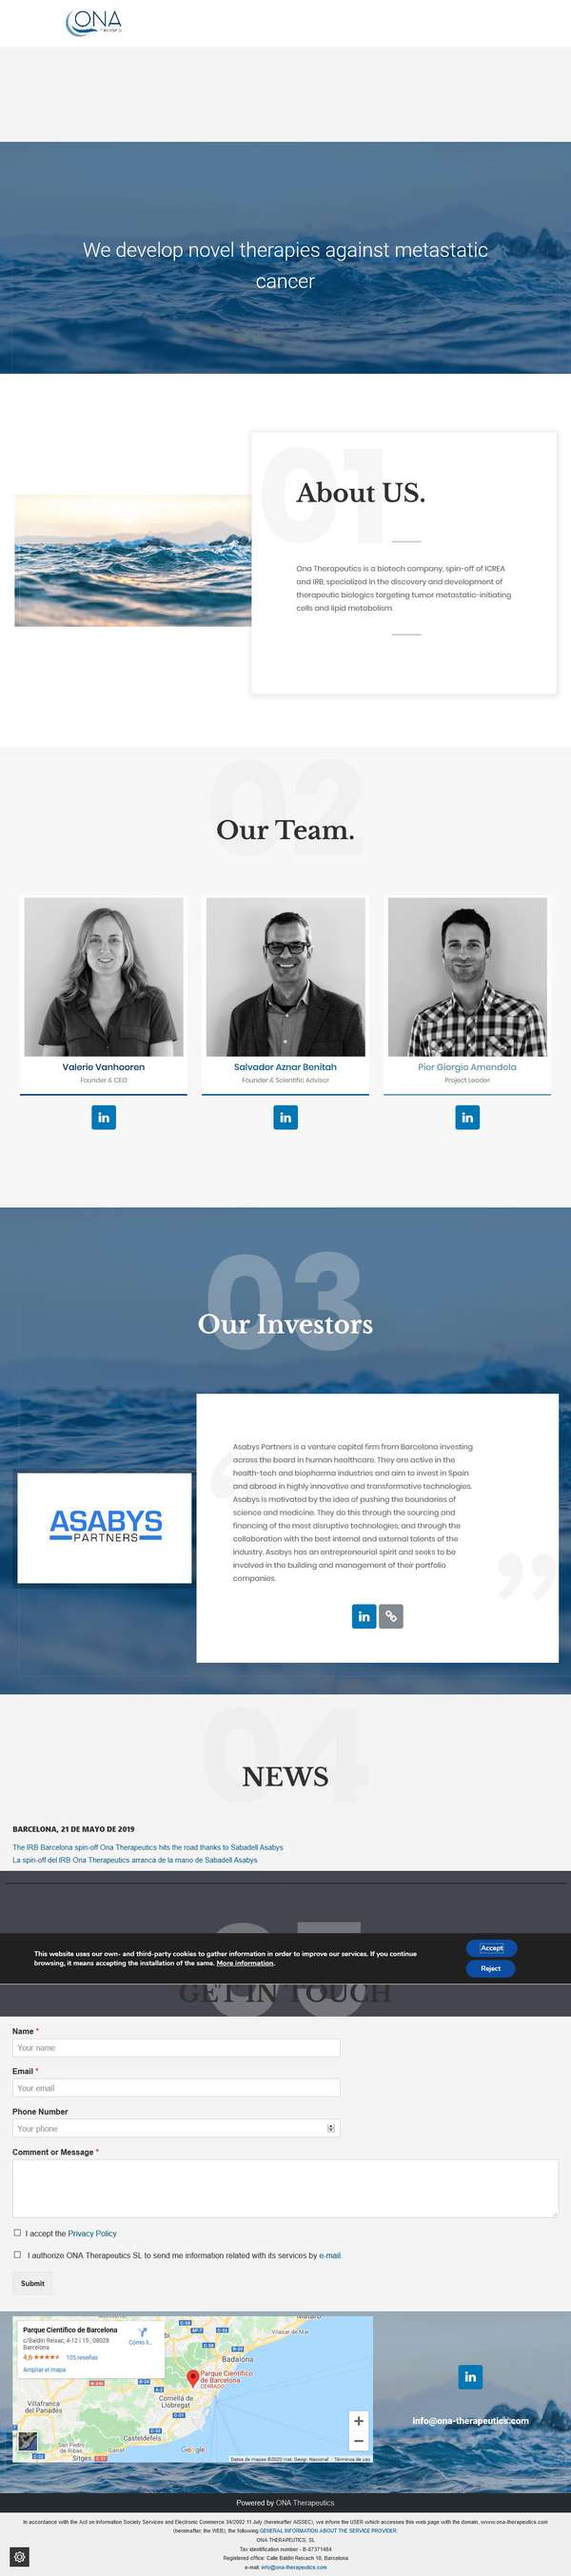 ONA
We develop novel therapies against metastatic
cancer
01
About US.
Ona Therapeutics is a biotech company, spin-off of ICREA
and IRB, specialized in the discovery and development of
therapeutic biologics targeting tumor metastatic-initiating
cells and lipid metabolism.
02
Our Team.
Valerie Vanhooren
Founder & CEO
Salvador Aznar Benitah
Founder & Scientific Advisor
Pier Giorgio Amendola
Project Leader
in
in
in
03
Our Investors
ASABYS
PARTNERS
Asabys Partners is a venture capital firm from Barcelona investing
across the board in human healthcare. They are active in the
health-tech and biopharma industries and aim to invest in Spain
and abroad in highly innovative and transformative technologies.
Asabys is motivated by the idea of pushing the boundaries of
science and medicine. They do this through the sourcing and
financing of the most disruptive technologies, and through the
collaboration with the best internal and external talents of the
industry. Asabys has an entrepreneurial spirit and seeks to be
involved in the building and management of their portfolio
companies.
in
04
NEWS
BARCELONA, 21 DE MAYO DE 2019
The IRB Barcelona spin-off Ona Therapeutics hits the road thanks to Sabadell Asabys
La spin-off del IRB Ona Therapeutics arranca de la mano de Sabadell Asabys
05
This website uses our own- and third-party cookies to gather information in order to improve our services. If you continue
browsing, it means accepting the installation of the same. More information.
Accept
Reject
GET IN TOUCH
Name *
Your name
Email *
Your email
Phone Number
Your phone
Comment or Message *
I accept the Privacy Policy
I authorize ONA Therapeutics SL to send me information related with its services by e-mail
Submit
Parque Científico de Barcelona
c/Baldiri Reixac, 4-12 i 15, 08028
Barcelona
4,6 105 reseñas
Ampliar el mapa
Cómo ll...
Mataró
Vilassar de Mar
Badalona
Parque Científico
de Barcelona
CERRADO
Cornellà de
Llobregat
Vilafranca
del Panadès
Castelldefels
San Pedro
de Ribas
Garraf
Sitges
Google
Datos de mapas ©2020 Inst. Geogr. Nacional
Términos de uso
in
info@ona-therapeutics.com
Powered by ONA Therapeutics
In accordance with the Act on Information Society Services and Electronic Commerce 34/2002 11 July (hereinafter AISSEC), we inform the USER which accesses this web page with the domain, www.ona-therapeutics.com
(hereinafter, the WEB), the following GENERAL INFORMATION ABOUT THE SERVICE PROVIDER:
ONA THERAPEUTICS, SL
Tax identification number - B-67371484
Registered office: Calle Baldiri Reixach 10, Barcelona
e-mail: info@ona-therapeutics.com